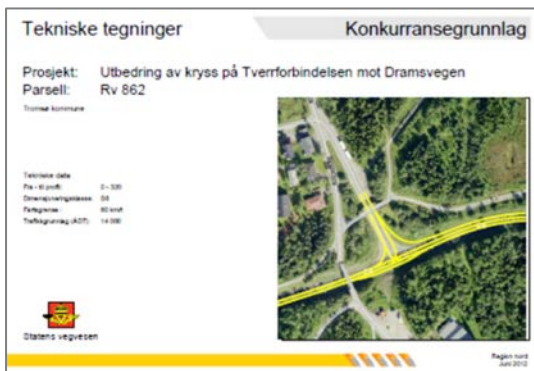 Tekniske tegninger
Konkurransegrunnlag
Prosjekt: Utbedring av kryss på Tverrforbindelsen mot Dramsvegen
Parsell: Rv 862
Tromsø kommune
Tekniske data
Fra - til profil: 0 - 320
Dimensjoneringsklasse:
Fartsgrense: 60 km/t
Trafikkgrunnlag (ÅDT): 14 000
Statens vegvesen
Region nord
Juni 2012